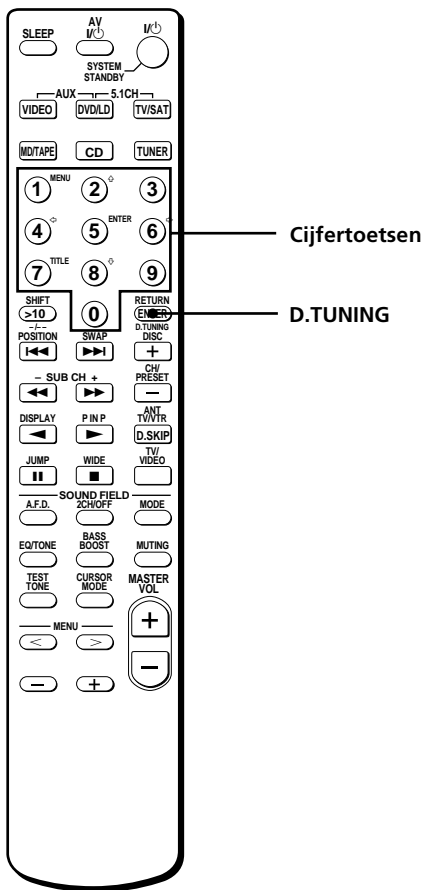 SLEEP AV I/⏻ I/⏻
SYSTEM STANDBY
AUX 5.1CH
VIDEO DVD/LD TV/SAT
MD/TAPE CD TUNER
1 MENU 2 ⇧ 3
4 ⇦ 5 ENTER 6 ⇨
Cijfertoetsen
7 TITLE 8 ⇧ 9
SHIFT RETURN
>10 0
D.TUNING
-/-- D.TUNING
POSITION SWAP DISC
⏮ ⏭ +
– SUB CH + CH/PRESET
◀◀ ▶▶ –
DISPLAY P IN P ANT TV/VTR
◀ ▶ D.SKIP
JUMP WIDE TV/VIDEO
⏸ ■
SOUND FIELD
A.F.D. 2CH/OFF MODE
EQ/TONE BASS BOOST MUTING
TEST TONE CURSOR MODE MASTER VOL
+
MENU
< >
–
– +